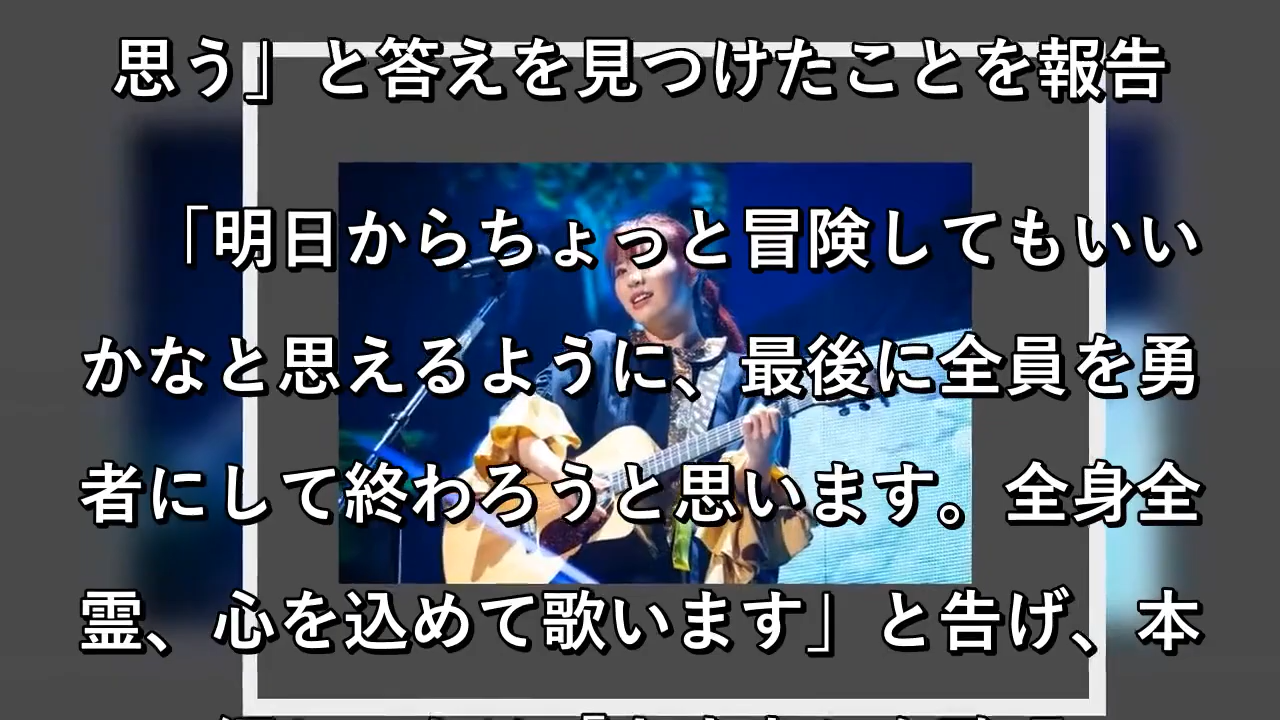 思う」と答えを見つけたことを報告
「明日からちょっと冒険してもいい
かなと思えるように、最後に全員を勇
者にして終わろうと思います。全身全
霊、心を込めて歌います」と告げ、本